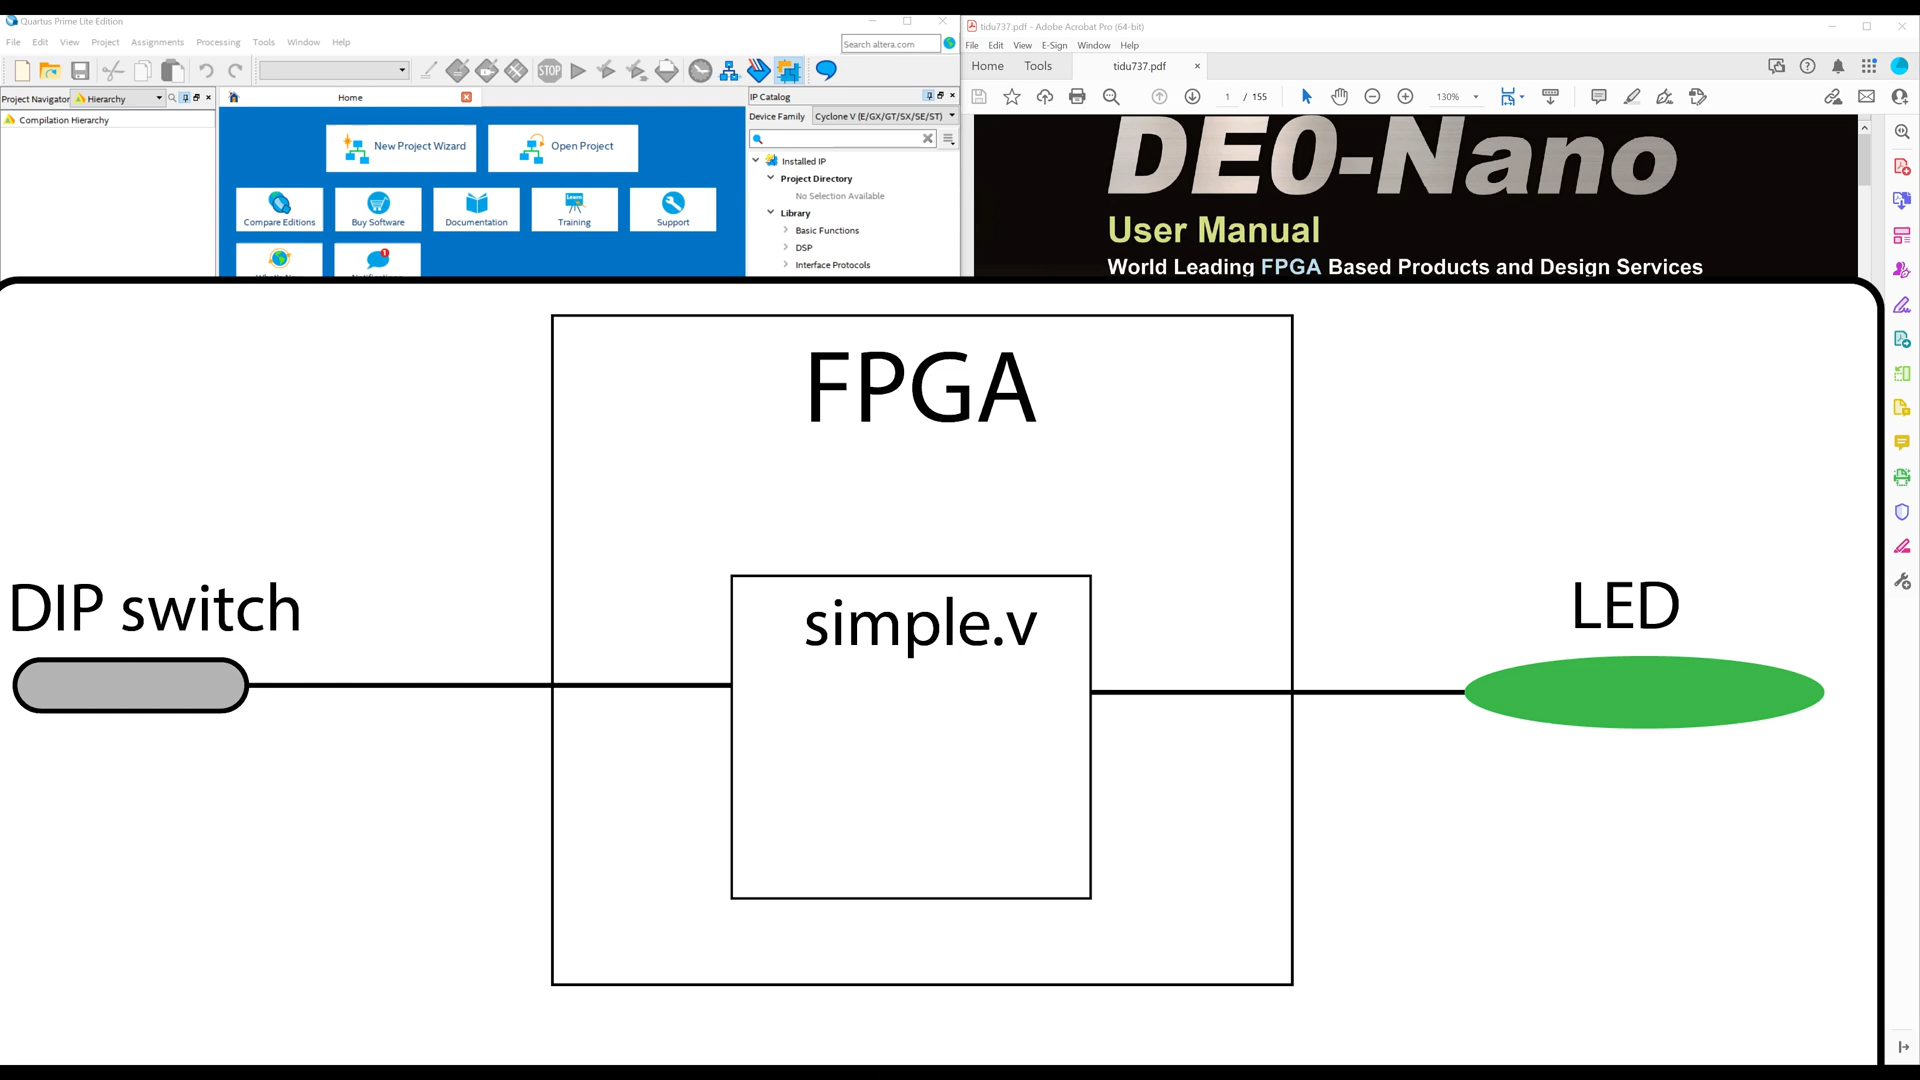 Quartus Prime Lite Edition
File Edit View Project Assignments Processing Tools Window Help
Search altera.com
Project Navigator Hierarchy
Compilation Hierarchy
Home
New Project Wizard
Open Project
Compare Editions
Buy Software
Documentation
Training
Support
IP Catalog
Device Family Cyclone V (E/GX/GT/SX/SE/ST)
Installed IP
Project Directory
No Selection Available
Library
Basic Functions
DSP
Interface Protocols
tidu737.pdf - Adobe Acrobat Pro (64-bit)
File Edit View E-Sign Window Help
Home Tools tidu737.pdf
1 / 155
130%
DE0-Nano
User Manual
World Leading FPGA Based Products and Design Services
FPGA
DIP switch
simple.v
LED